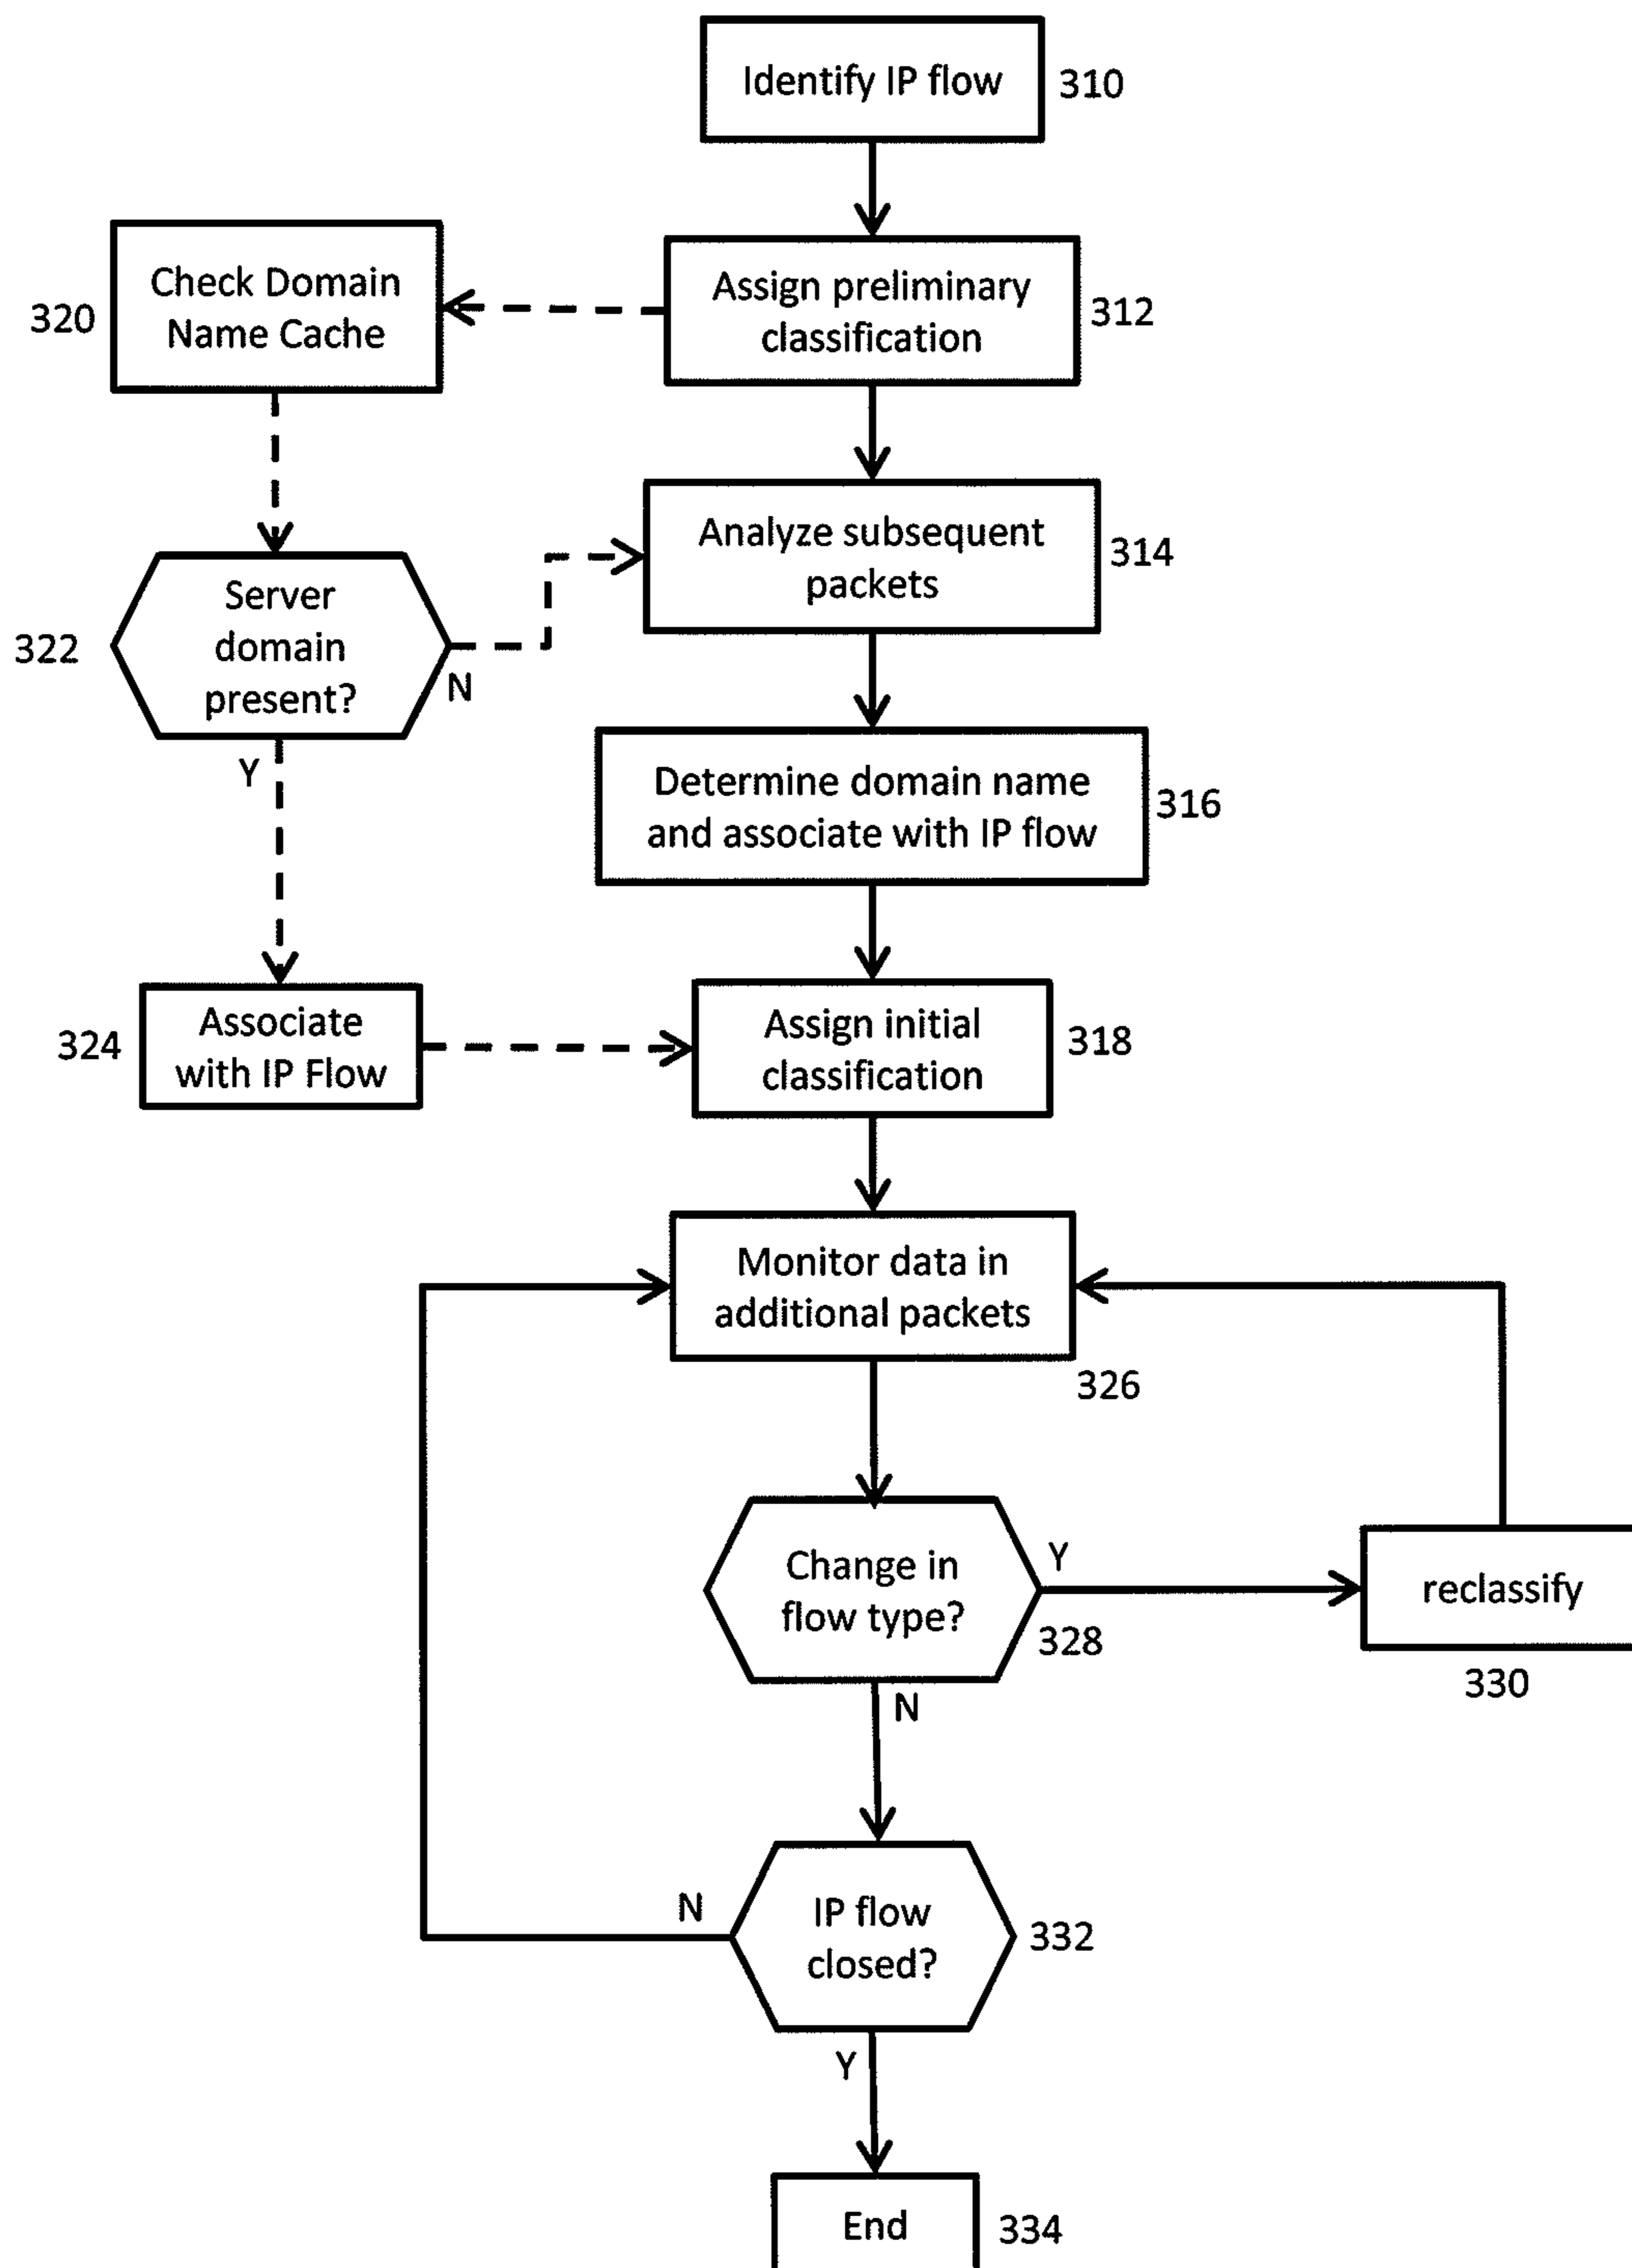 Identify IP flow
310
Check Domain
Name Cache
320
Assign preliminary
classification
312
Analyze subsequent
packets
314
Server
domain
present?
322
N
Y
Determine domain name
and associate with IP flow
316
Associate
with IP Flow
324
Assign initial
classification
318
Monitor data in
additional packets
326
Change in
flow type?
Y
328
reclassify
330
N
IP flow
closed?
N
332
Y
End
334